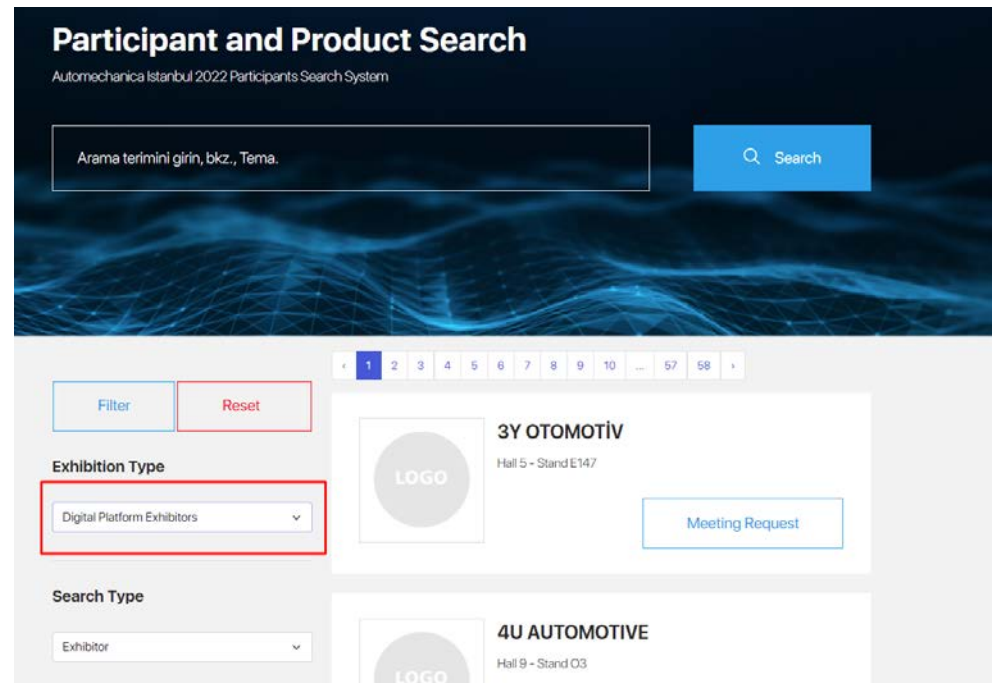 Participant and Product Search
Automechanica Istanbul 2022 Participants Search System
Arama terimini girin, bkz., Tema.
Search
‹ 1 2 3 4 5 6 7 8 9 10 ... 57 58 ›
Filter
Reset
Exhibition Type
Digital Platform Exhibitors
Search Type
Exhibitor
LOGO
3Y OTOMOTİV
Hall 5 - Stand E147
Meeting Request
LOGO
4U AUTOMOTIVE
Hall 9 - Stand O3